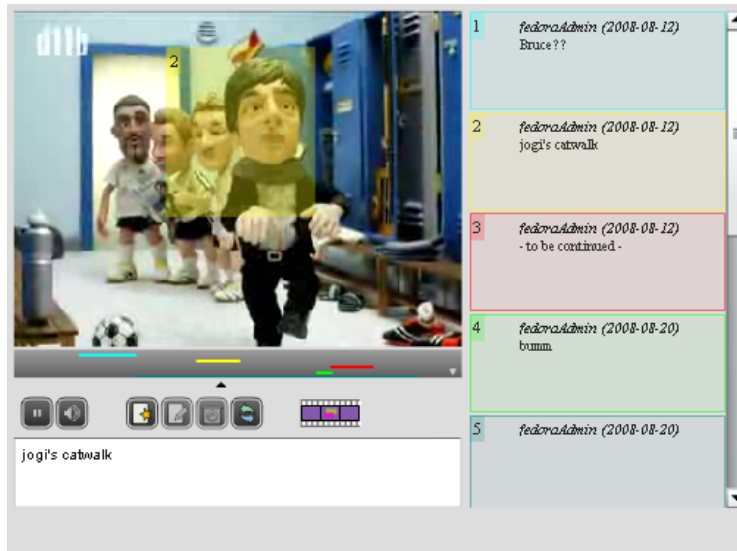 d11b
2
jogi's catwalk
1 fedoraAdmin (2008-08-12)
Bruce??
2 fedoraAdmin (2008-08-12)
jogi's catwalk
3 fedoraAdmin (2008-08-12)
- to be continued -
4 fedoraAdmin (2008-08-20)
bumm
5 fedoraAdmin (2008-08-20)